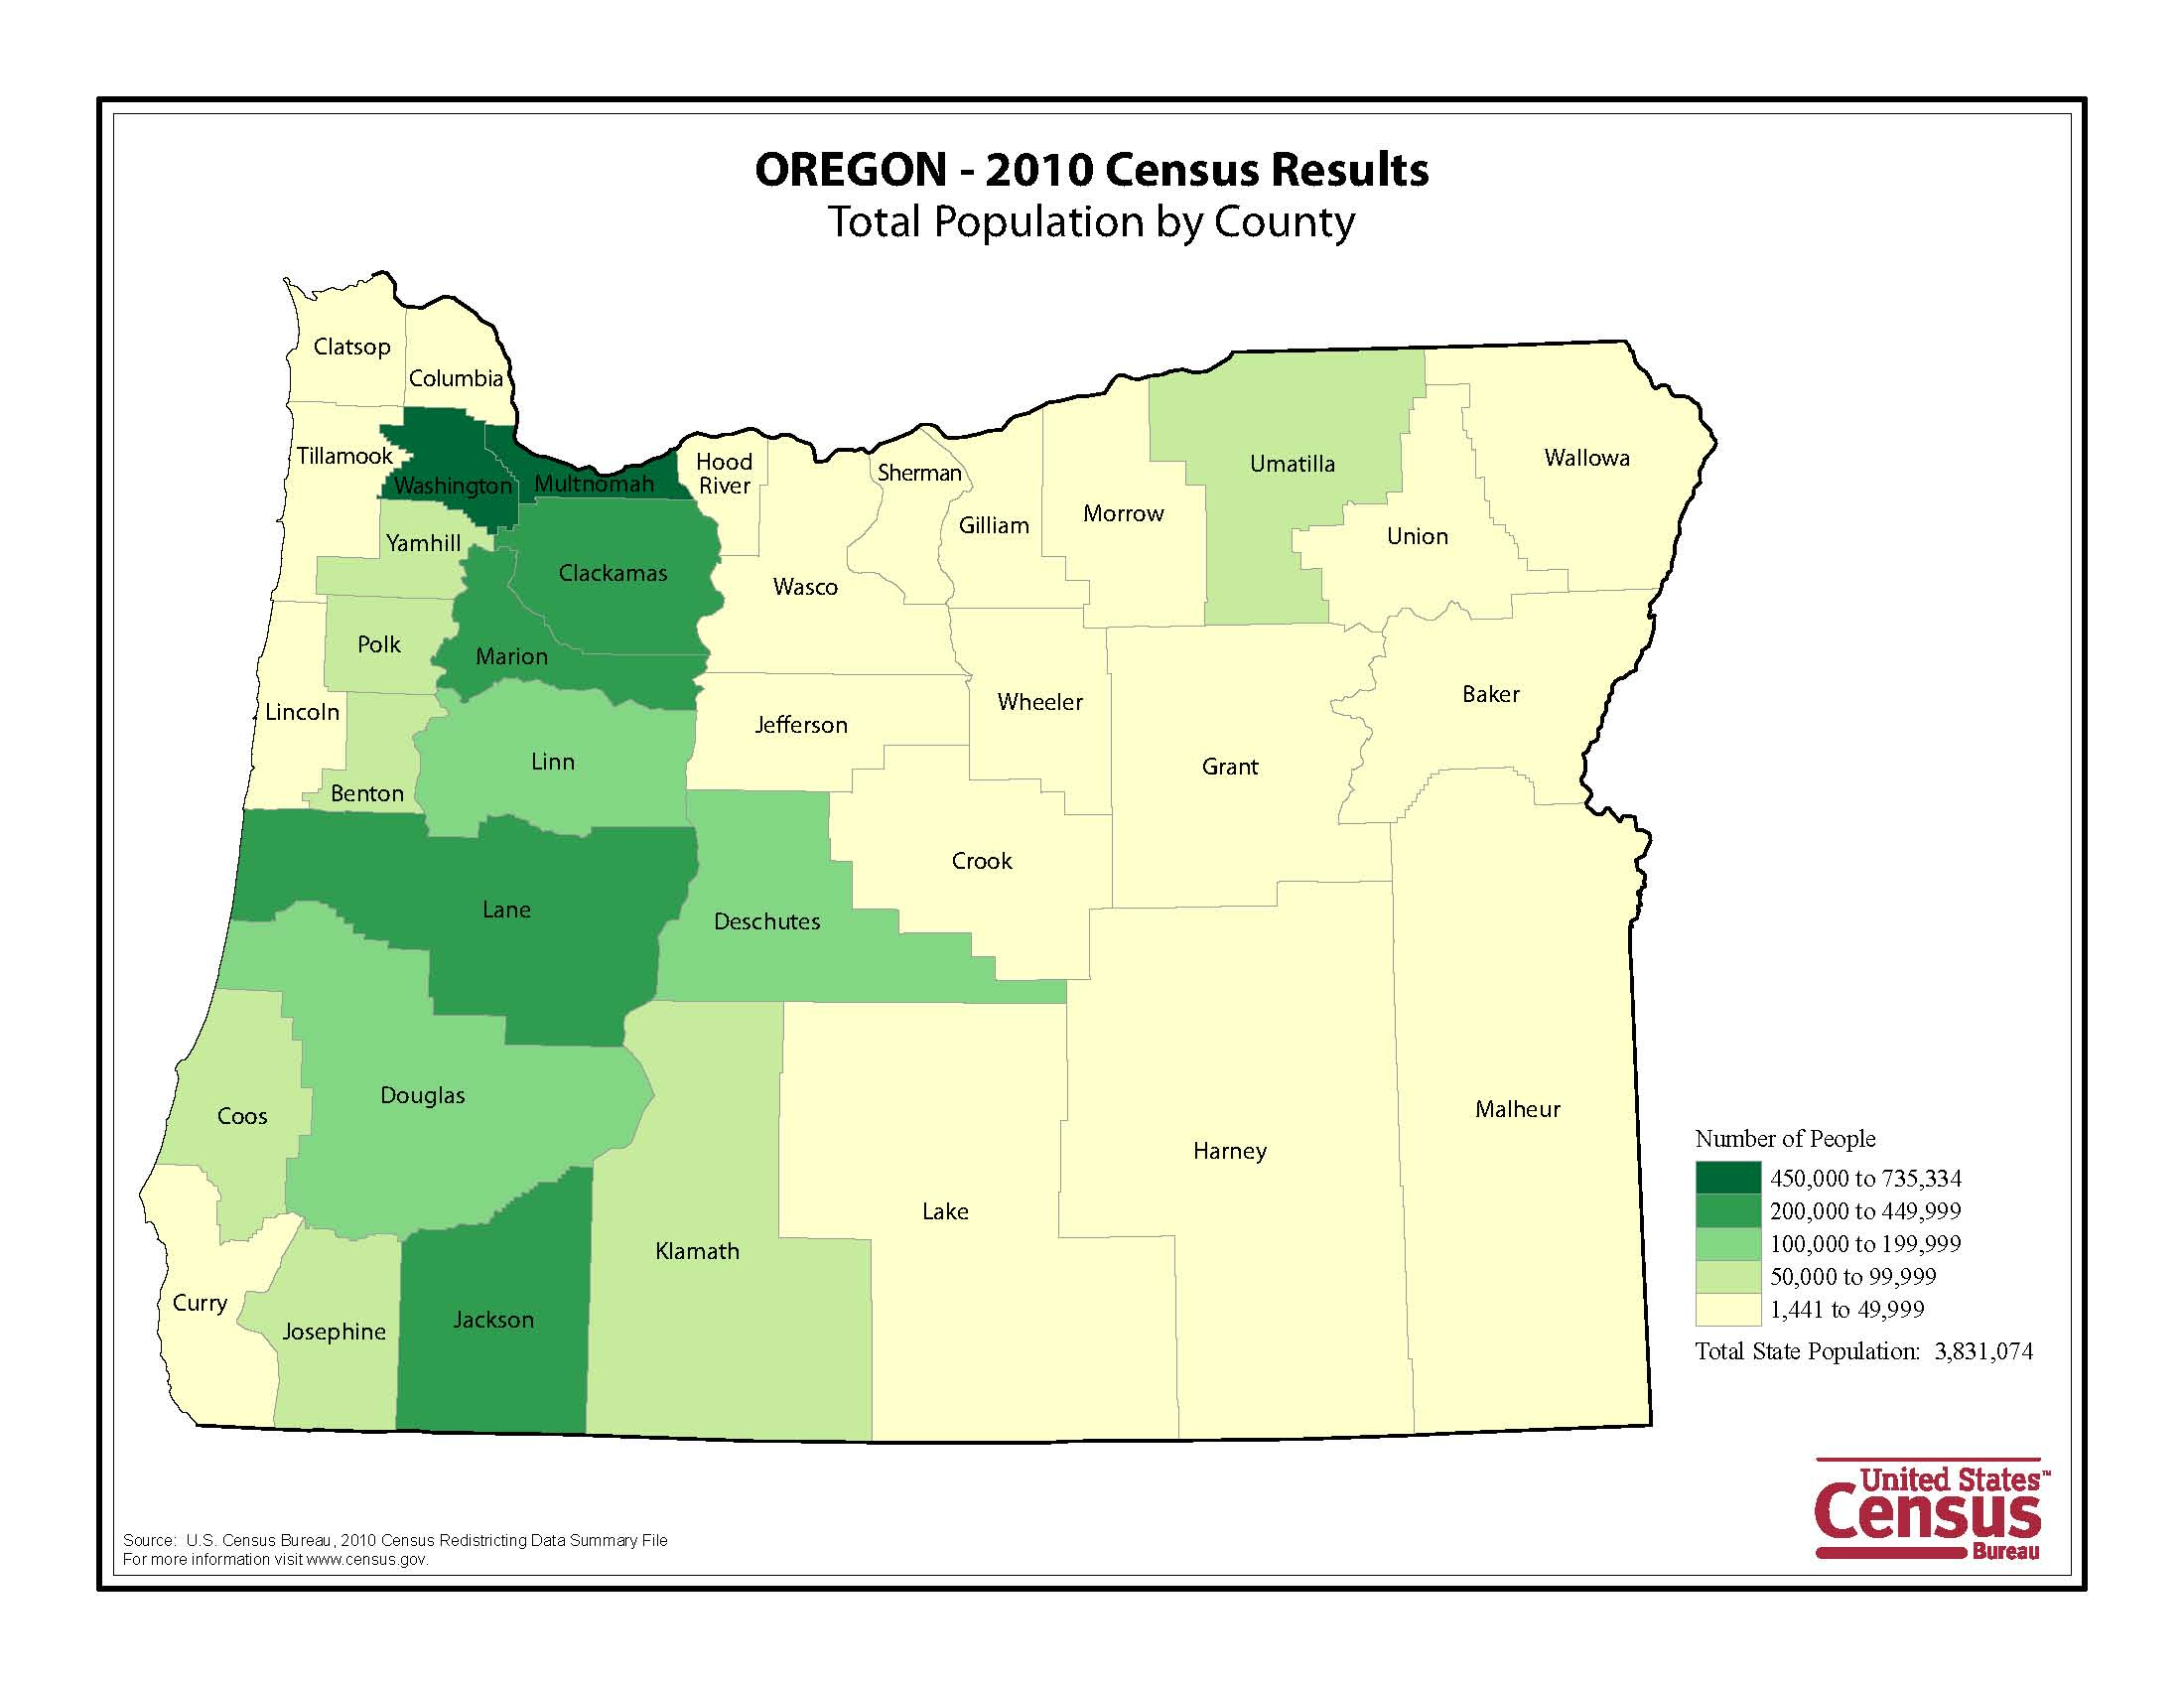 OREGON - 2010 Census Results
Total Population by County
Clatsop
Columbia
Tillamook
Washington
Multnomah
Hood
River
Sherman
Umatilla
Wallowa
Yamhill
Gilliam
Morrow
Union
Clackamas
Wasco
Polk
Marion
Lincoln
Jefferson
Wheeler
Baker
Linn
Grant
Benton
Crook
Lane
Deschutes
Douglas
Coos
Malheur
Harney
Lake
Klamath
Curry
Josephine
Jackson
Number of People
450,000 to 735,334
200,000 to 449,999
100,000 to 199,999
50,000 to 99,999
1,441 to 49,999
Total State Population: 3,831,074
United States™
Census
Bureau
Source: U.S. Census Bureau, 2010 Census Redistricting Data Summary File
For more information visit www.census.gov.